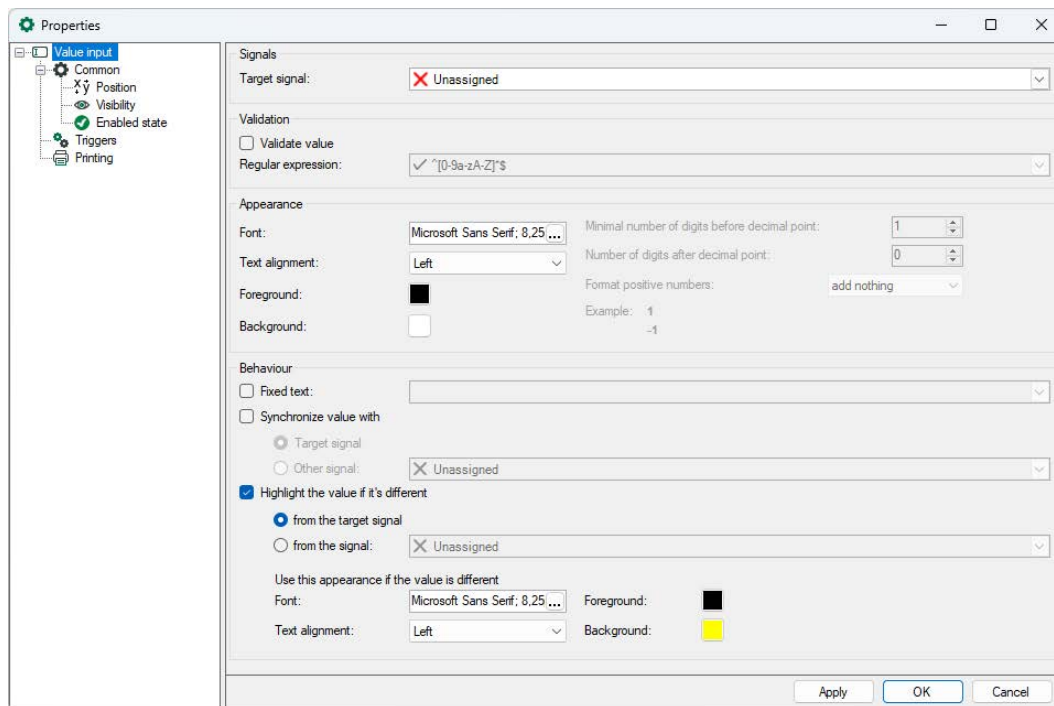 Properties
Value input
Common
Position
Visibility
Enabled state
Triggers
Printing
Signals
Target signal: Unassigned
Validation
Validate value
Regular expression: ^[0-9a-zA-Z]*$
Appearance
Font: Microsoft Sans Serif; 8,25 ...
Minimal number of digits before decimal point: 1
Text alignment: Left
Number of digits after decimal point: 0
Foreground:
Format positive numbers: add nothing
Background:
Example: 1
-1
Behaviour
Fixed text:
Synchronize value with
Target signal
Other signal: Unassigned
Highlight the value if it's different
from the target signal
from the signal: Unassigned
Use this appearance if the value is different
Font: Microsoft Sans Serif; 8,25 ... Foreground:
Text alignment: Left Background:
Apply OK Cancel